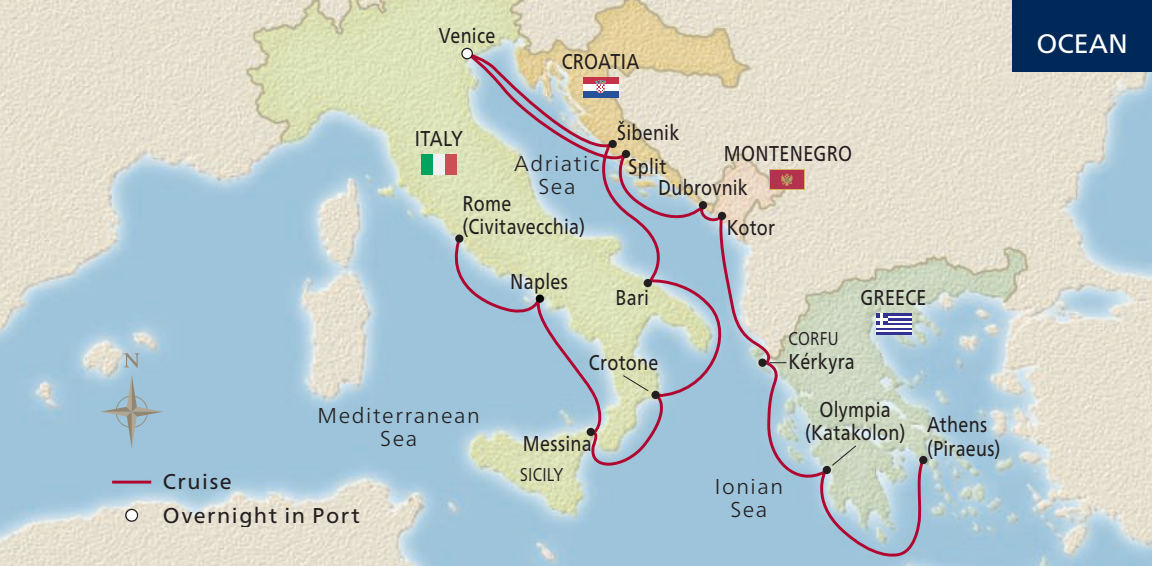 OCEAN
Venice
CROATIA
Šibenik
ITALY
Adriatic
Sea
Split
MONTENEGRO
Dubrovnik
Rome
(Civitavecchia)
Kotor
Naples
Bari
GREECE
CORFU
Kérkyra
N
Crotone
Mediterranean
Sea
Olympia
(Katakolon)
Athens
(Piraeus)
Messina
SICILY
Ionian
Sea
Cruise
Overnight in Port